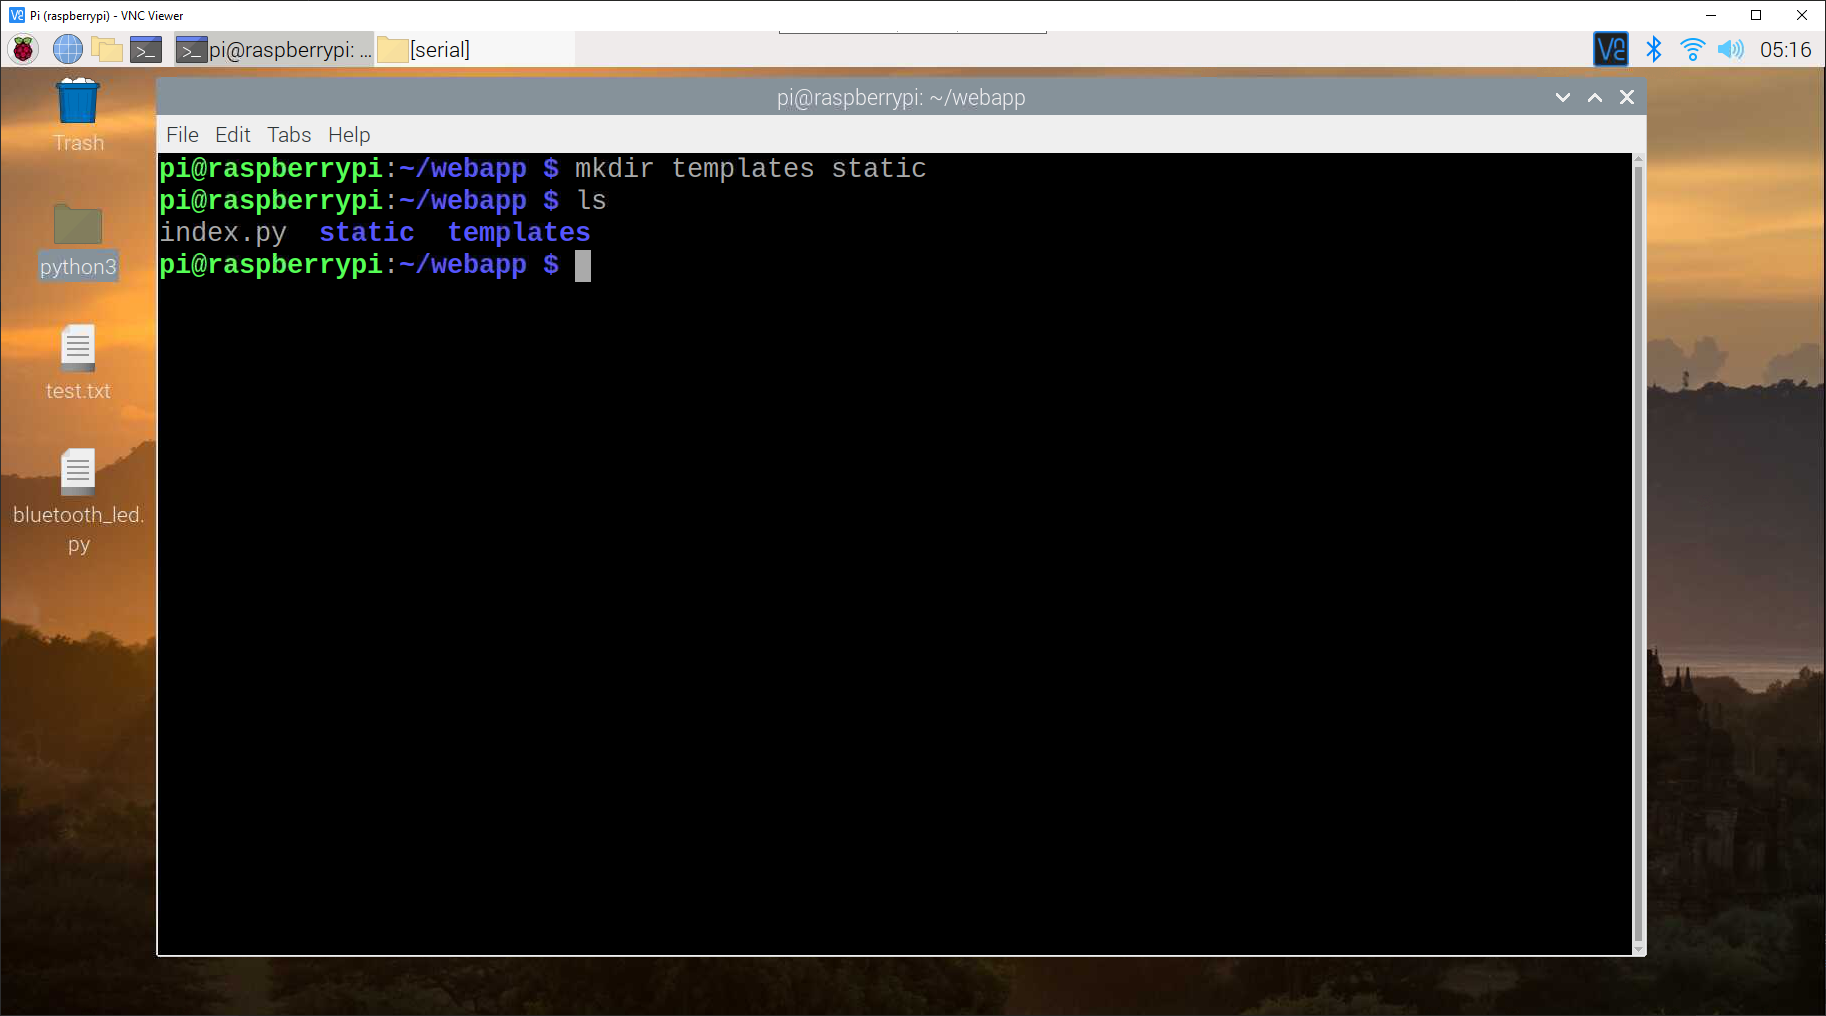 Pi (raspberrypi) - VNC Viewer
pi@raspberrypi: ...
[serial]
05:16
Trash
python3
test.txt
bluetooth_led.
py
pi@raspberrypi: ~/webapp
File Edit Tabs Help
pi@raspberrypi:~/webapp $ mkdir templates static
pi@raspberrypi:~/webapp $ ls
index.py  static  templates
pi@raspberrypi:~/webapp $